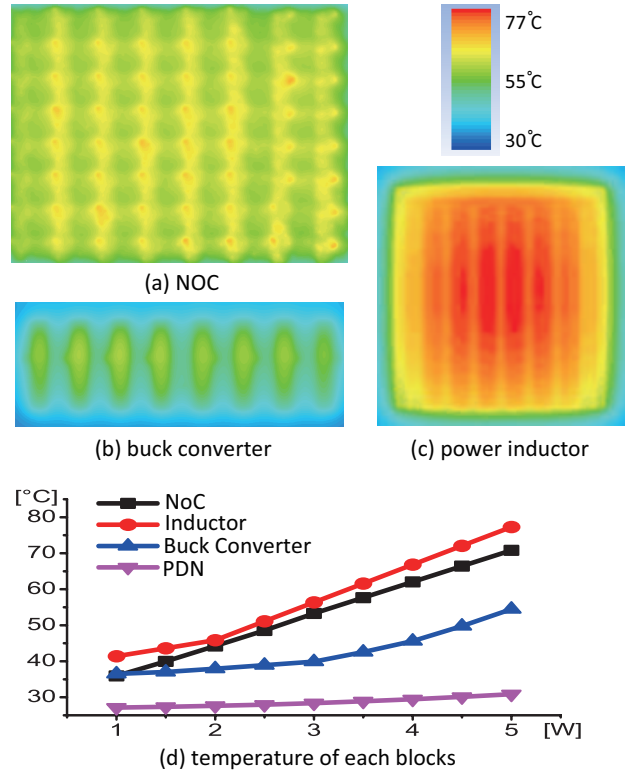 77°C
55°C
30°C
(a) NOC
(b) buck converter
(c) power inductor
[°C]
80
70
60
50
40
30
NoC
Inductor
Buck Converter
PDN
1 2 3 4 5 [W]
(d) temperature of each blocks